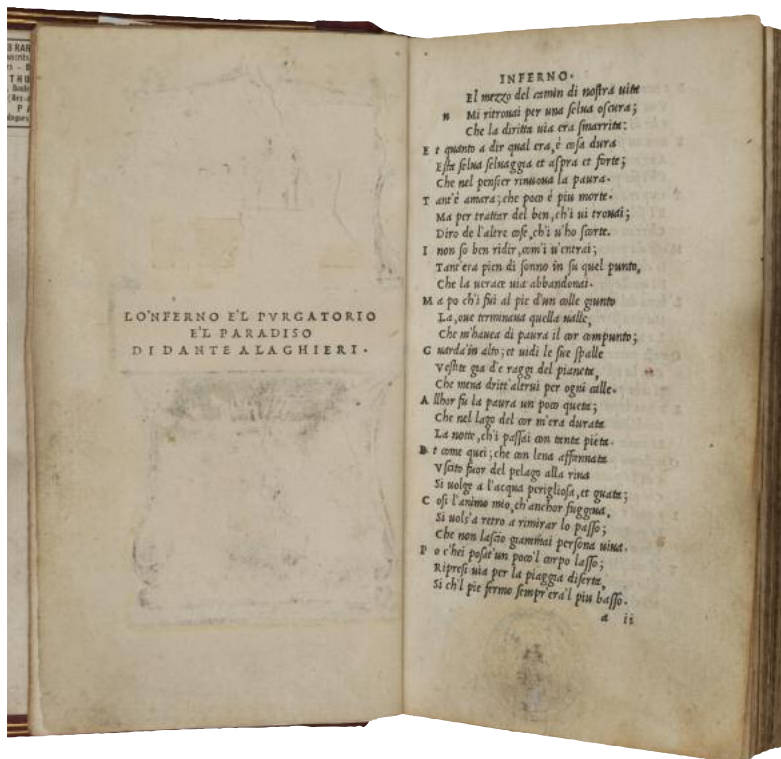 B RAR
THU
P A
LO'NFERNO E'L PVRGATORIO
E'L PARADISO
DI DANTE ALAGHIERI.
INFERNO.
El mezzo del camin di noſtra uita
N Mi ritrouai per una ſelua oſcura;
Che la diritta uia era ſmarrita:
E t quanto a dir qual era, è coſa dura
Eſta ſelua ſeluaggia et aſpra et forte;
Che nel penſier rinuoua la paura.
T ant'è amara; che poco è piu morte.
Ma per trattar del ben, ch'i ui trouai;
Diro de l'altre coſe, ch'i u'ho ſcorte.
I non ſo ben ridir, com'i u'entrai;
Tant'era pien di ſonno in ſu quel punto,
Che la uerace uia abbandonai.
M a po ch'i fui al pie d'un colle giunto
La, oue terminaua quella ualle,
Che m'hauea di paura il cor compunto;
G uarda'in alto; et uidi le ſue ſpalle
Veſtite gia d'e raggi del pianeta,
Che mena dritt'altrui per ogni calle.
A llhor fu la paura un poco queta;
Che nel lago del cor m'era durata
La notte, ch'i paſſai con tanta pieta.
E t come quei; che con lena affannata
Vſcito fuor del pelago alla riua
Si uolge a l'acqua perіglioſa, et guata;
C oſi l'animo mio, ch'anchor fuggiua,
Si uolſ'a retro a rimirar lo paſſo;
Che non laſcio giammai perſona uiua.
P o c'hei poſat'un poco'l corpo laſſo;
Ripreſi uia per la piaggia diſerta,
Si ch'l pie fermo ſempr'era'l piu baſſo.
a ii